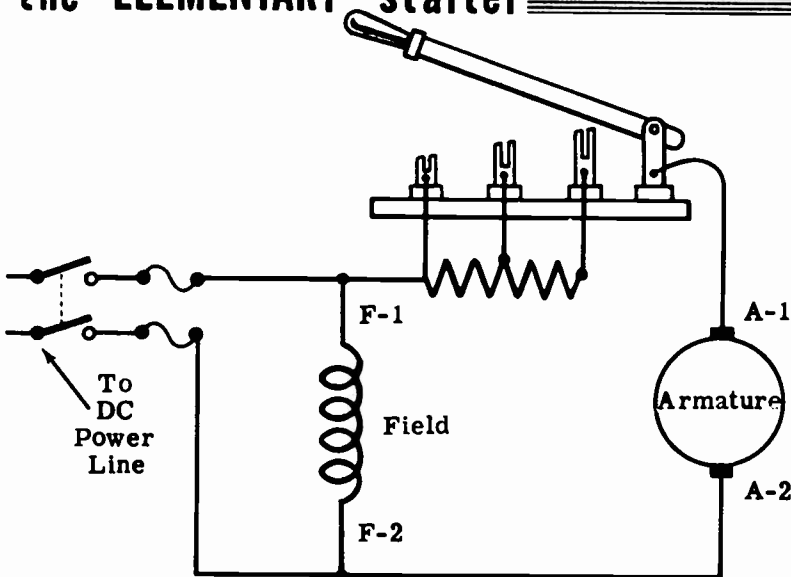 the ELEMENTARY starter
F-1
A-1
To
DC
Power
Line
Field
Armature
F-2
A-2